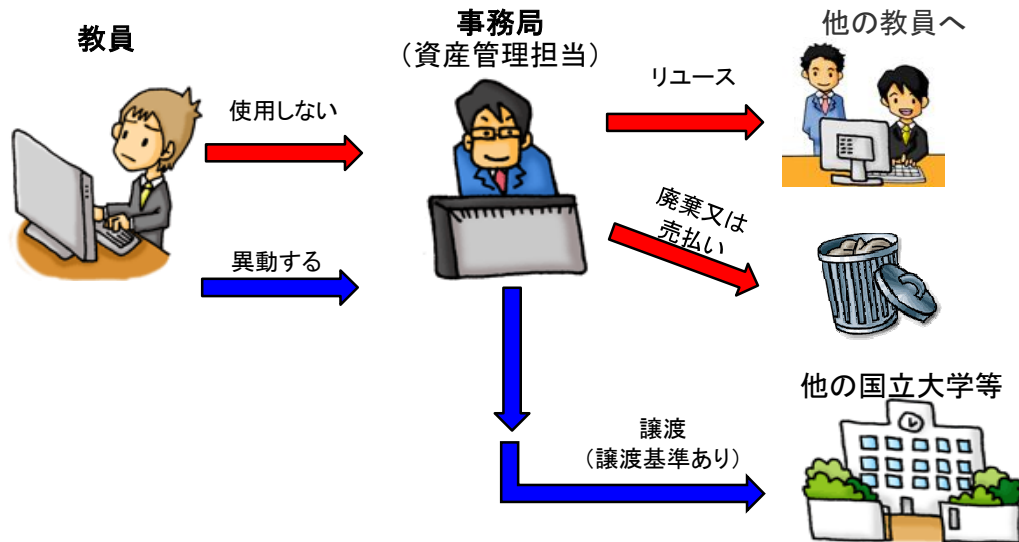 教員
事務局
（資産管理担当）
他の教員へ
使用しない
リユース
廃棄又は
売払い
異動する
他の国立大学等
譲渡
（譲渡基準あり）